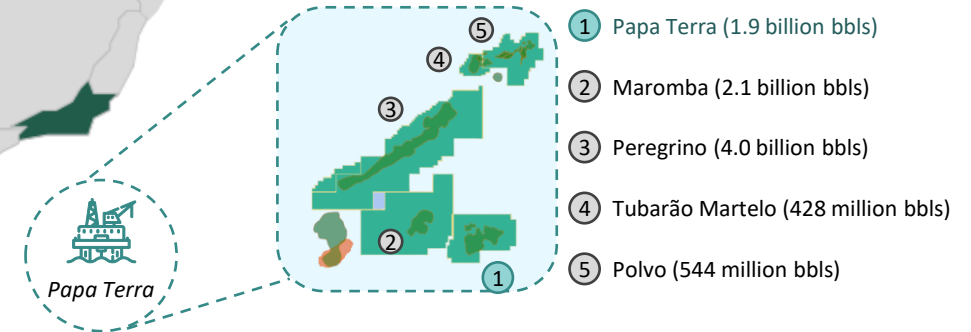 5
4
3
2
1
Papa Terra
1 Papa Terra (1.9 billion bbls)
2 Maromba (2.1 billion bbls)
3 Peregrino (4.0 billion bbls)
4 Tubarão Martelo (428 million bbls)
5 Polvo (544 million bbls)